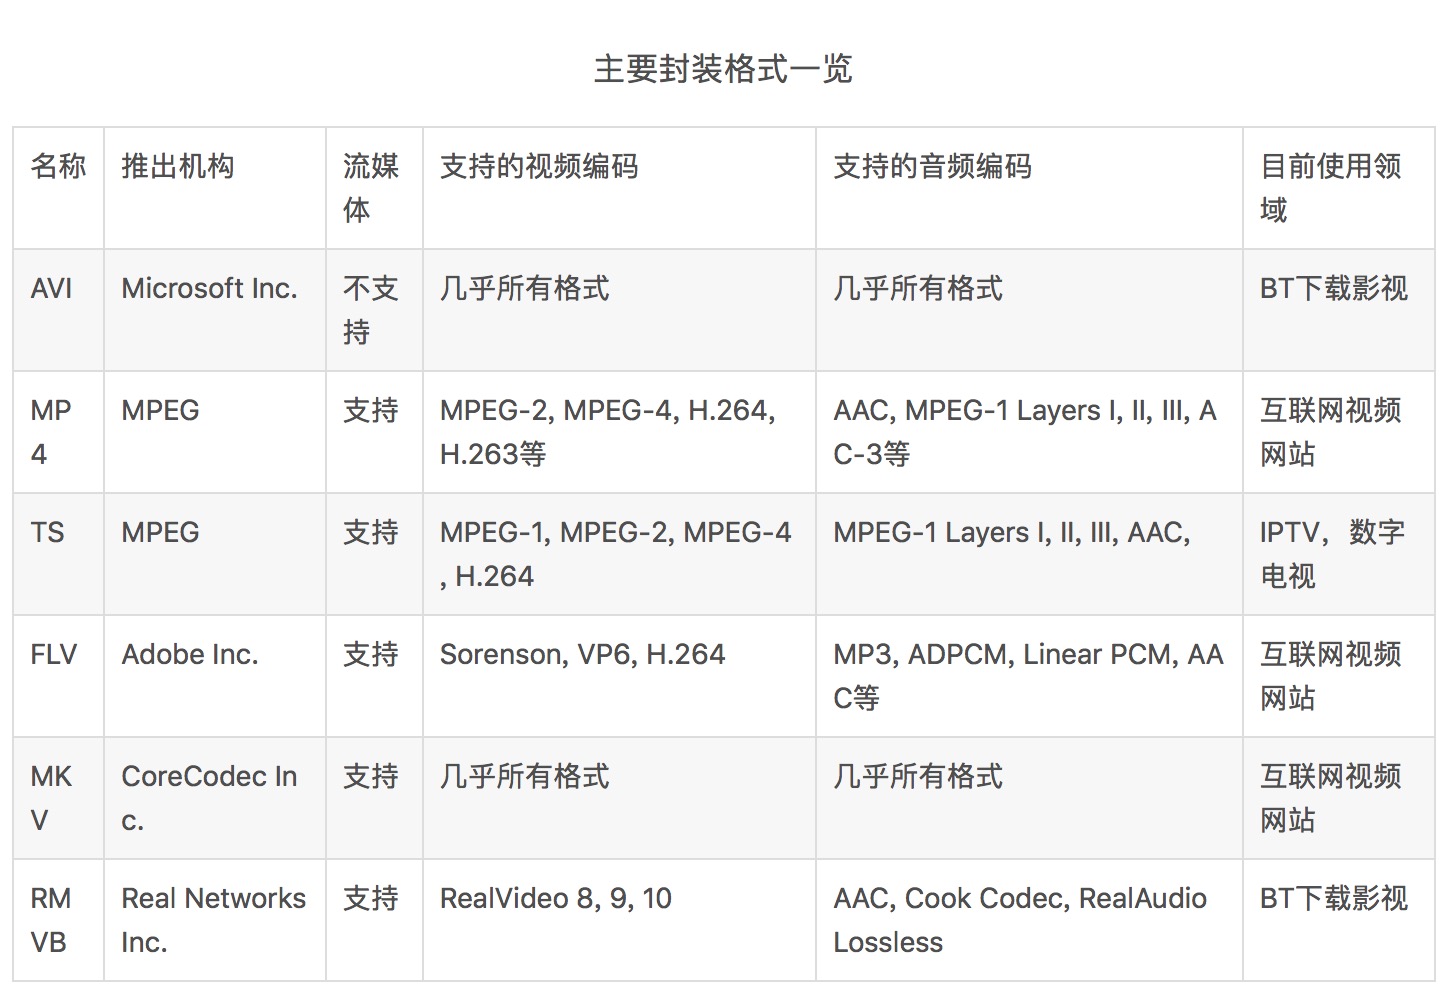 主要封装格式一览
名称 推出机构 流媒 支持的视频编码 支持的音频编码 目前使用领
体 域
AVI Microsoft Inc. 不支 几乎所有格式 几乎所有格式 BT下载影视
持
MP MPEG 支持 MPEG-2, MPEG-4, H.264, AAC, MPEG-1 Layers I, II, III, A 互联网视频
4 H.263等 C-3等 网站
TS MPEG 支持 MPEG-1, MPEG-2, MPEG-4 MPEG-1 Layers I, II, III, AAC, IPTV，数字
, H.264 电视
FLV Adobe Inc. 支持 Sorenson, VP6, H.264 MP3, ADPCM, Linear PCM, AA 互联网视频
C等 网站
MK CoreCodec In 支持 几乎所有格式 几乎所有格式 互联网视频
V c. 网站
RM Real Networks 支持 RealVideo 8, 9, 10 AAC, Cook Codec, RealAudio BT下载影视
VB Inc. Lossless